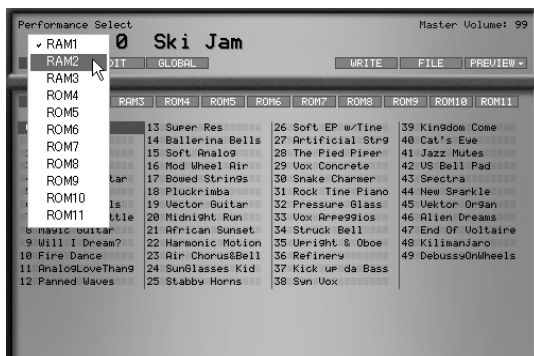 Performance Select Master Volume: 99
✓ RAM1
0 Ski Jam
RAM2
GLOBAL WRITE FILE PREVIEW
RAM3
ROM4
ROM5
ROM6
ROM7
ROM8
ROM9
ROM10
ROM11
RAM3 ROM4 ROM5 ROM6 ROM7 ROM8 ROM9 ROM10 ROM11
8 Magic Guitar
9 Will I Dream?
10 Fire Dance
11 AnalogLoveThang
12 Panned Waves
13 Super Res
14 Ballerina Bells
15 Soft Analog
16 Mod Wheel Air
17 Bowed Strings
18 Pluckrimba
19 Vector Guitar
20 Midnight Run
21 African Sunset
22 Harmonic Motion
23 Air Chorus&Bell
24 SunGlasses Kid
25 Stabby Horns
26 Soft EP w/Tine
27 Artificial Strg
28 The Pied Piper
29 Vox Concrete
30 Snake Charmer
31 Rock Tine Piano
32 Pressure Glass
33 Vox Arpeggios
34 Struck Bell
35 Upright & Oboe
36 Refinery
37 Kick up da Bass
38 Syn Vox
39 Kingdom Come
40 Cat's Eye
41 Jazz Mutes
42 US Bell Pad
43 Spectra
44 New Sparkle
45 Vektor Organ
46 Alien Dreams
47 End Of Voltaire
48 Kilimanjaro
49 DebussyOnWheels